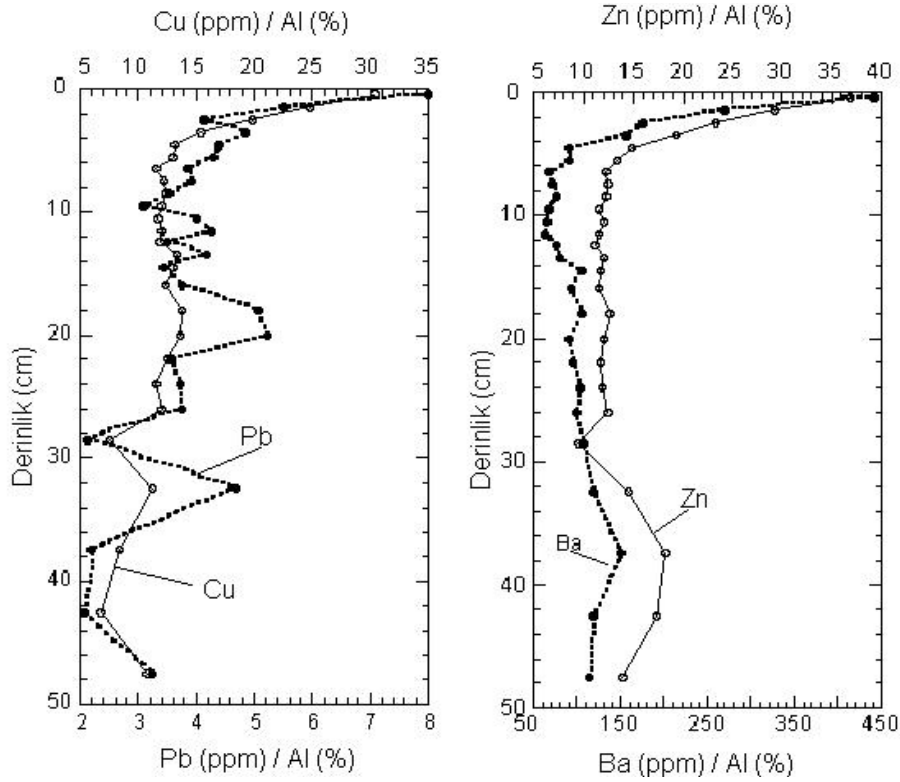 Cu (ppm) / Al (%)
5 10 15 20 25 30 35
0
10
20
30
40
50
Derinlik (cm)
Pb
Cu
2 3 4 5 6 7 8
Pb (ppm) / Al (%)
Zn (ppm) / Al (%)
5 10 15 20 25 30 35 40
0
10
20
30
40
50
Derinlik (cm)
Zn
Ba
50 150 250 350 450
Ba (ppm) / Al (%)